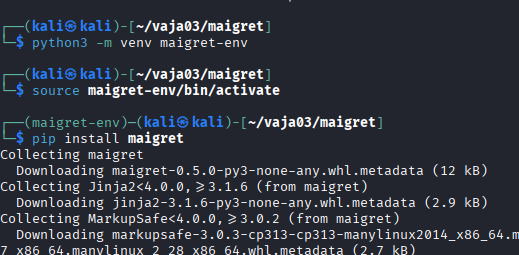 ┌──(kali㉿kali)-[~/vaja03/maigret]
└─$ python3 -m venv maigret-env
┌──(kali㉿kali)-[~/vaja03/maigret]
└─$ source maigret-env/bin/activate
┌──(maigret-env)─(kali㉿kali)-[~/vaja03/maigret]
└─$ pip install maigret
Collecting maigret
  Downloading maigret-0.5.0-py3-none-any.whl.metadata (12 kB)
Collecting Jinja2<4.0.0,≥3.1.6 (from maigret)
  Downloading jinja2-3.1.6-py3-none-any.whl.metadata (2.9 kB)
Collecting MarkupSafe<4.0.0,≥3.0.2 (from maigret)
  Downloading markupsafe-3.0.3-cp313-cp313-manylinux2014_x86_64.m
7_x86_64.manylinux_2_28_x86_64.whl.metadata (2.7 kB)